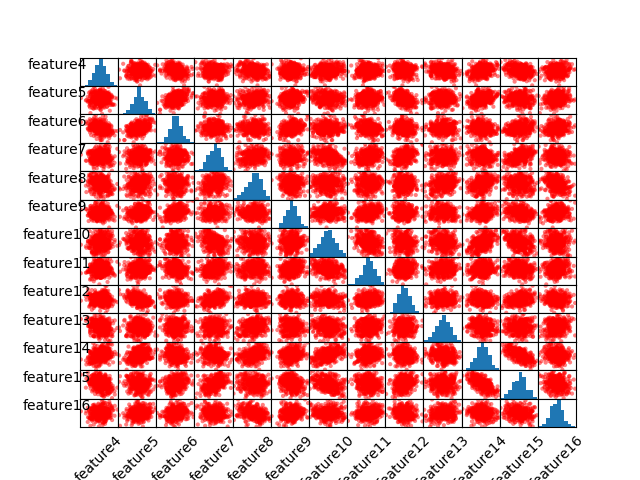 feature4
feature5
feature6
feature7
feature8
feature9
feature10
feature11
feature12
feature13
feature14
feature15
feature16
feature4
feature5
feature6
feature7
feature8
feature9
feature10
feature11
feature12
feature13
feature14
feature15
feature16